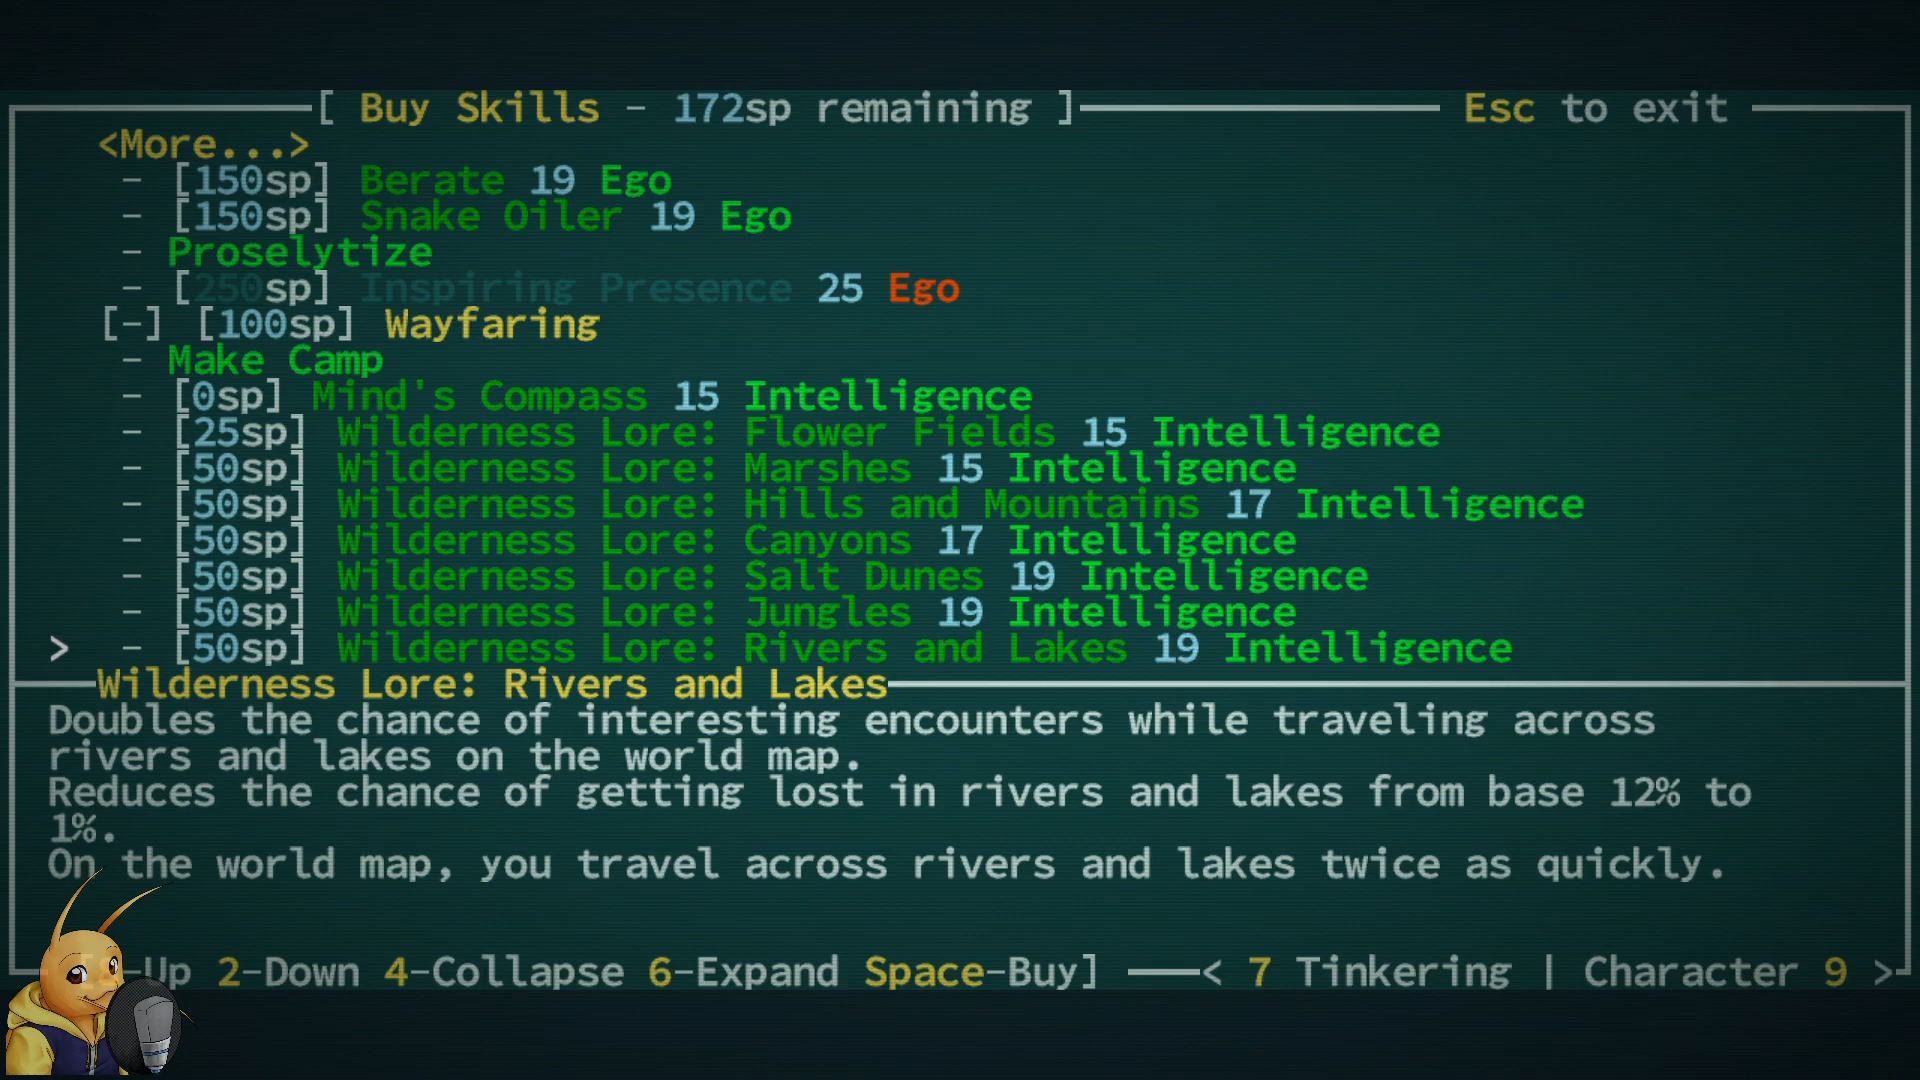 [ Buy Skills - 172sp remaining ] Esc to exit
<More...>
- [150sp] Berate 19 Ego
- [150sp] Snake Oiler 19 Ego
- Proselytize
- [250sp] Inspiring Presence 25 Ego
[-] [100sp] Wayfaring
- Make Camp
- [0sp] Mind's Compass 15 Intelligence
- [25sp] Wilderness Lore: Flower Fields 15 Intelligence
- [50sp] Wilderness Lore: Marshes 15 Intelligence
- [50sp] Wilderness Lore: Hills and Mountains 17 Intelligence
- [50sp] Wilderness Lore: Canyons 17 Intelligence
- [50sp] Wilderness Lore: Salt Dunes 19 Intelligence
- [50sp] Wilderness Lore: Jungles 19 Intelligence
> - [50sp] Wilderness Lore: Rivers and Lakes 19 Intelligence
Wilderness Lore: Rivers and Lakes
Doubles the chance of interesting encounters while traveling across
rivers and lakes on the world map.
Reduces the chance of getting lost in rivers and lakes from base 12% to
1%.
On the world map, you travel across rivers and lakes twice as quickly.
-Up 2-Down 4-Collapse 6-Expand Space-Buy] < 7 Tinkering | Character 9 >